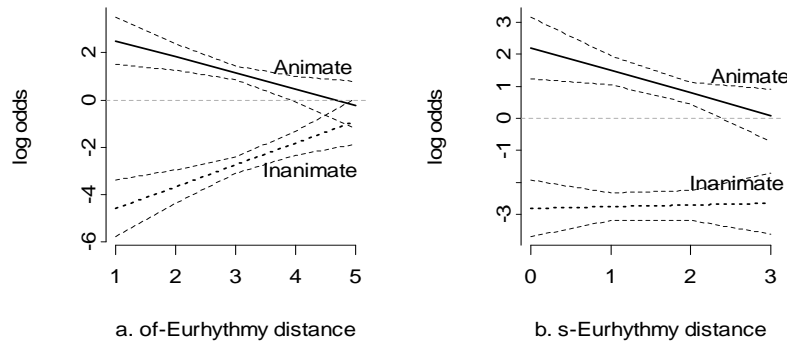 log odds
2
0
-2
-4
-6
Animate
Inanimate
1 2 3 4 5
a. of-Eurhythmy distance
log odds
3
2
1
0
-1
-3
Animate
Inanimate
0 1 2 3
b. s-Eurhythmy distance